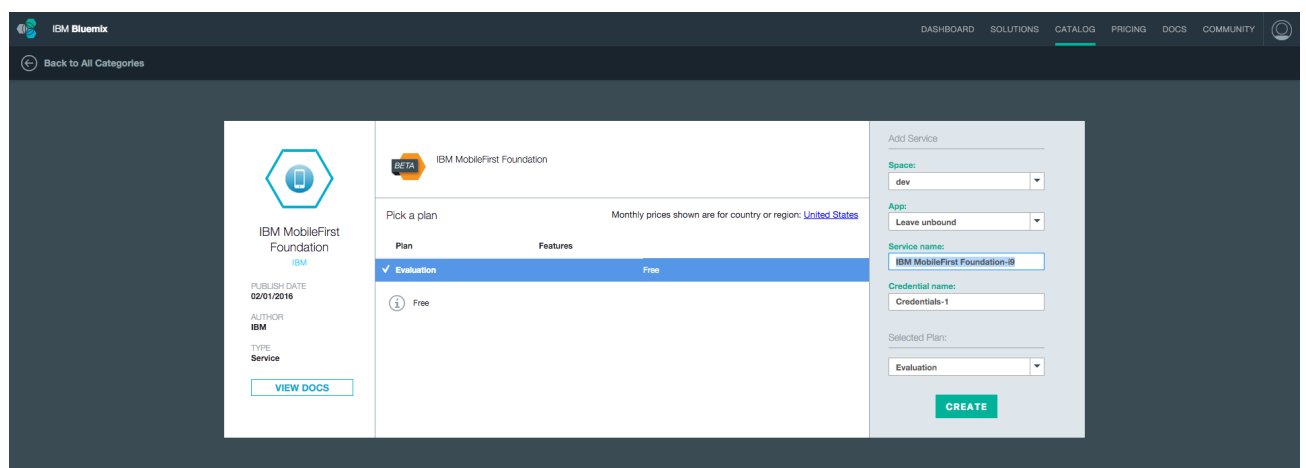 IBM Bluemix
DASHBOARD SOLUTIONS CATALOG PRICING DOCS COMMUNITY
Back to All Categories
IBM MobileFirst
Foundation
IBM
PUBLISH DATE
02/01/2016
AUTHOR
IBM
TYPE
Service
VIEW DOCS
BETA
IBM MobileFirst Foundation
Pick a plan
Monthly prices shown are for country or region: United States
Plan Features
Evaluation Free
Free
Add Service
Space:
dev
App:
Leave unbound
Service name:
IBM MobileFirst Foundation-i9
Credential name:
Credentials-1
Selected Plan:
Evaluation
CREATE